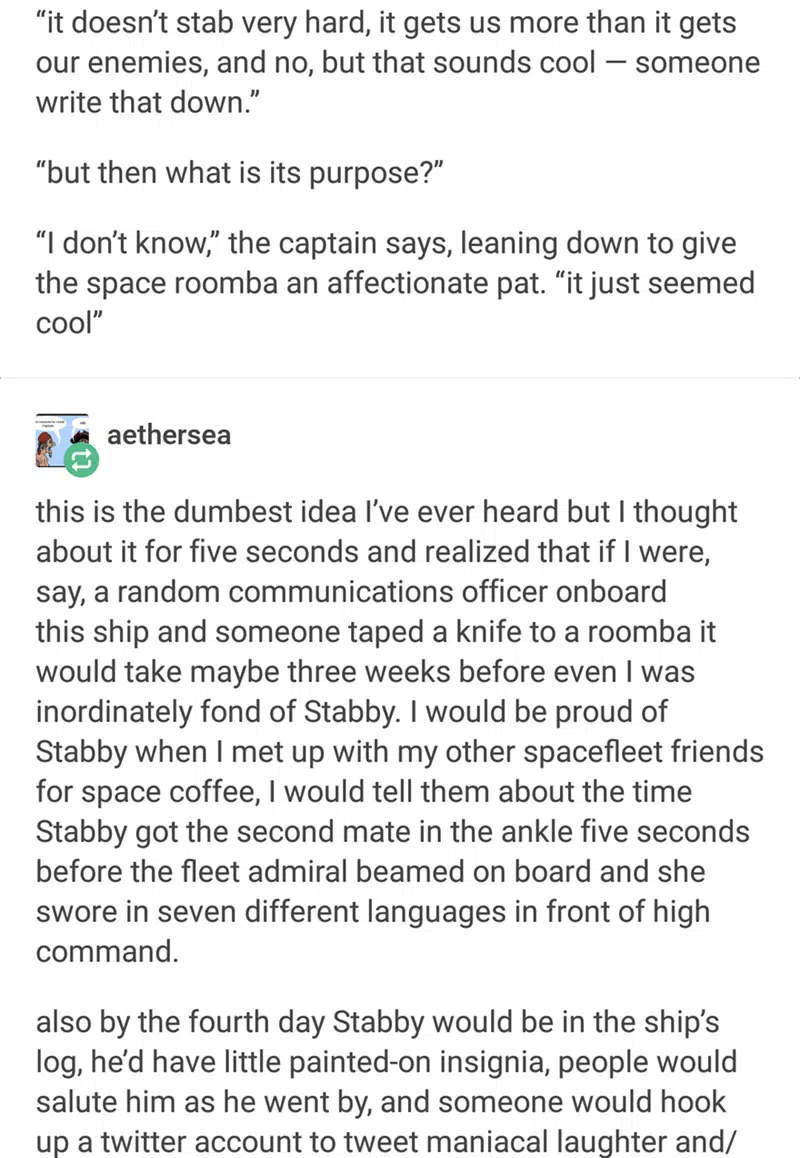 “it doesn’t stab very hard, it gets us more than it gets
our enemies, and no, but that sounds cool — someone
write that down.”
“but then what is its purpose?”
“I don’t know,” the captain says, leaning down to give
the space roomba an affectionate pat. “it just seemed
cool”
aethersea
this is the dumbest idea I’ve ever heard but I thought
about it for five seconds and realized that if I were,
say, a random communications officer onboard
this ship and someone taped a knife to a roomba it
would take maybe three weeks before even I was
inordinately fond of Stabby. I would be proud of
Stabby when I met up with my other spacefleet friends
for space coffee, I would tell them about the time
Stabby got the second mate in the ankle five seconds
before the fleet admiral beamed on board and she
swore in seven different languages in front of high
command.
also by the fourth day Stabby would be in the ship’s
log, he’d have little painted-on insignia, people would
salute him as he went by, and someone would hook
up a twitter account to tweet maniacal laughter and/